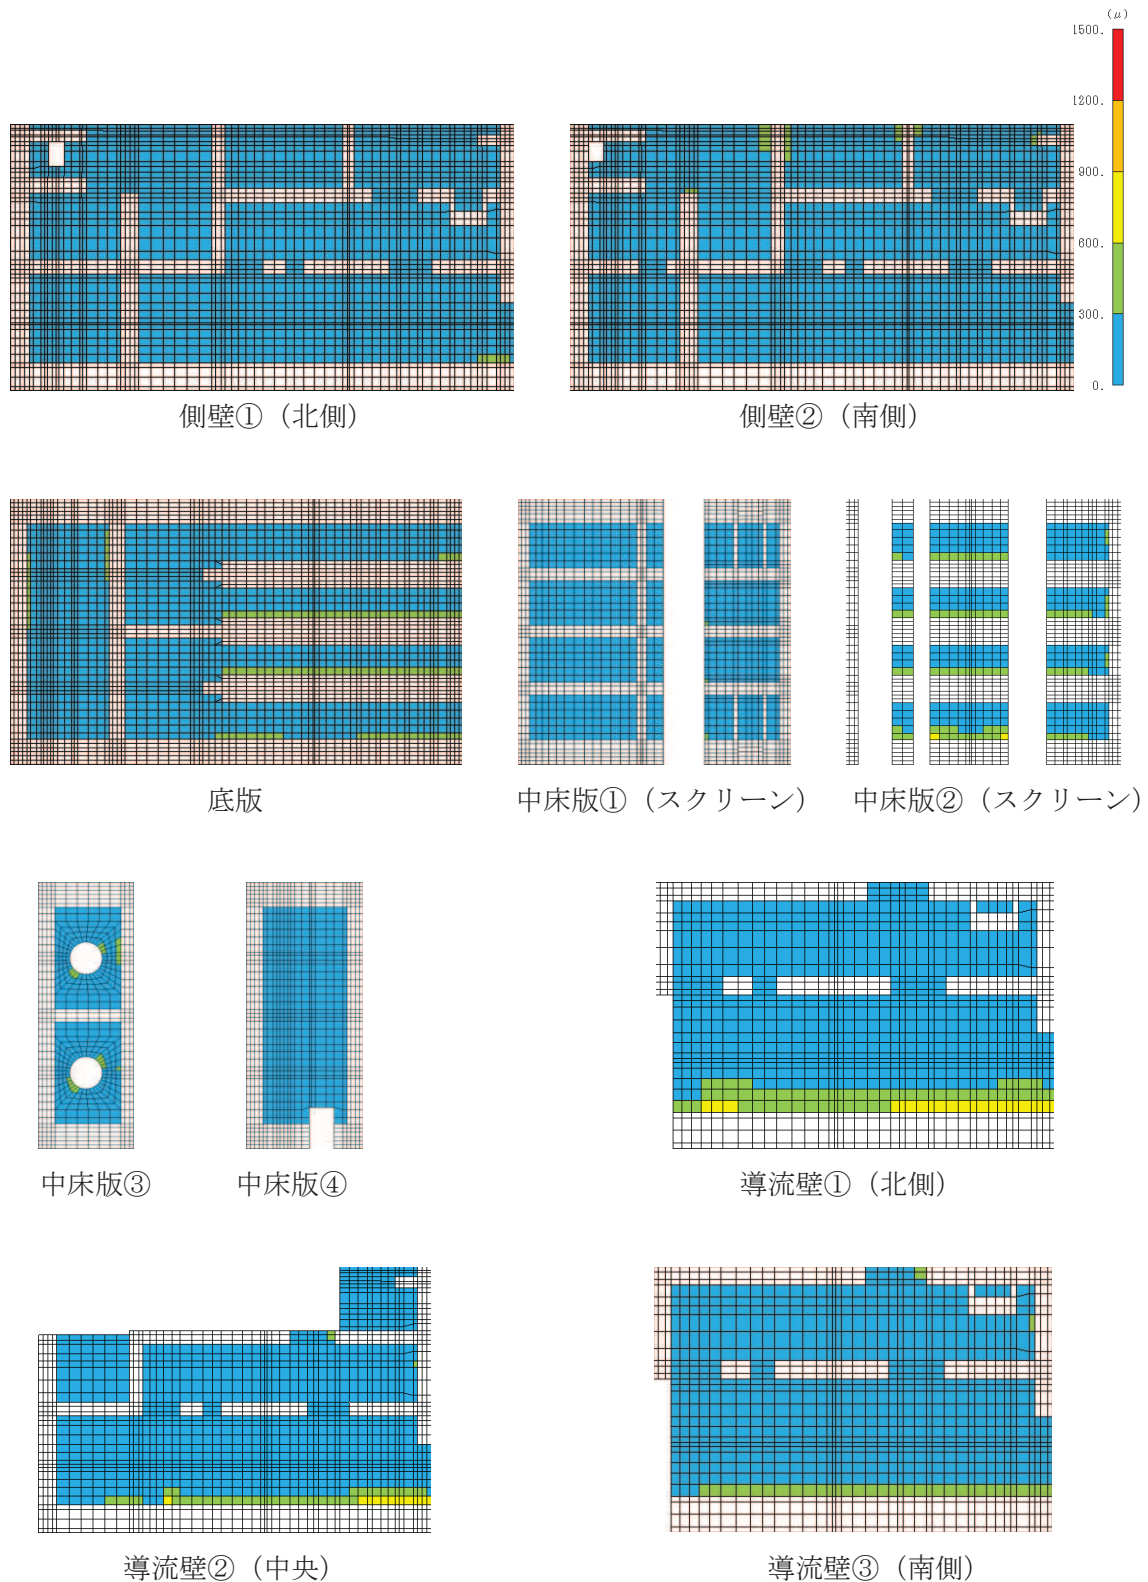 (μ)
1500.
1200.
900.
600.
300.
0.
側壁①（北側）
側壁②（南側）
底版
中床版①（スクリーン）
中床版②（スクリーン）
中床版③
中床版④
導流壁①（北側）
導流壁②（中央）
導流壁③（南側）